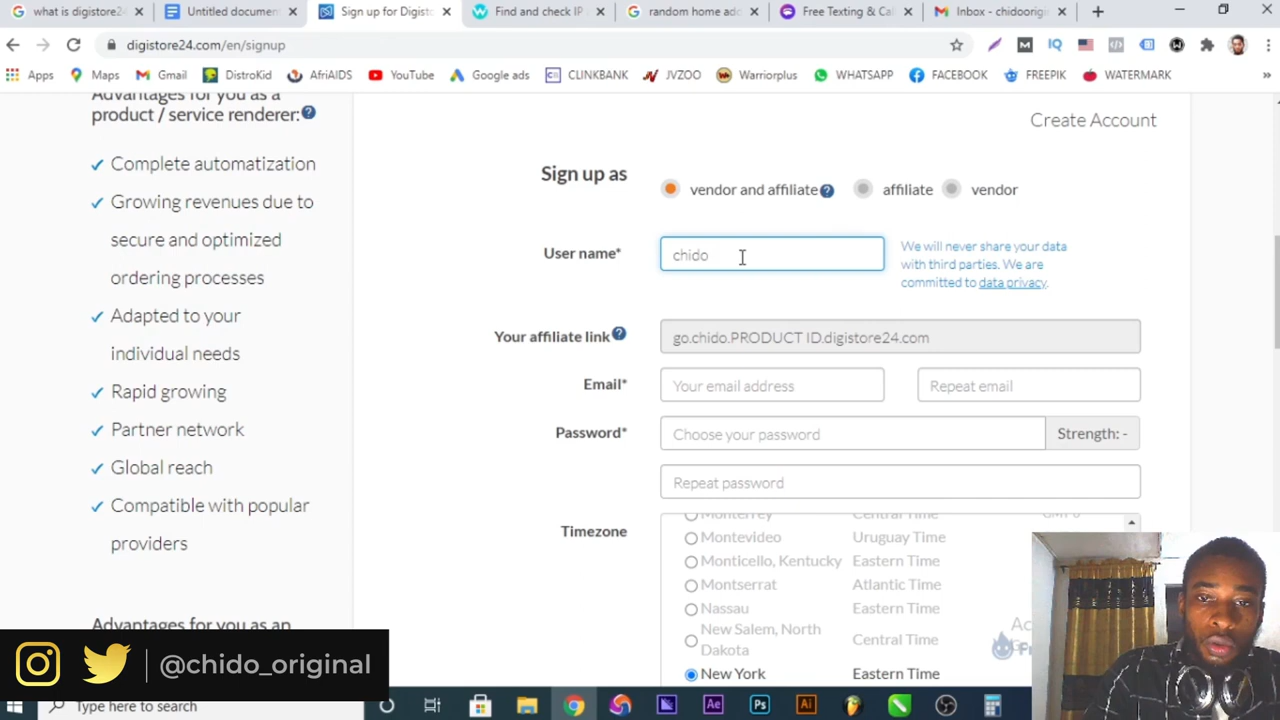 what is digistore2
Untitled documen
Sign up for Digisto
Find and check IP
random home add
Free Texting & Cal
Inbox - chidoorigi
digistore24.com/en/signup
Apps
Maps
Gmail
DistroKid
AfriAIDS
YouTube
Google ads
CLINKBANK
JVZOO
Warriorplus
WHATSAPP
FACEBOOK
FREEPIK
WATERMARK
Advantages for you as a
product / service renderer:
Complete automatization
Growing revenues due to
secure and optimized
ordering processes
Adapted to your
individual needs
Rapid growing
Partner network
Global reach
Compatible with popular
providers
Advantages for you as an
Create Account
Sign up as
vendor and affiliate
affiliate
vendor
User name*
chido
We will never share your data
with third parties. We are
committed to data privacy.
Your affiliate link
go.chido.PRODUCT ID.digistore24.com
Email*
Your email address
Repeat email
Password*
Choose your password
Strength: -
Repeat password
Timezone
Monterrey Central Time
Montevideo Uruguay Time
Monticello, Kentucky Eastern Time
Montserrat Atlantic Time
Nassau Eastern Time
New Salem, North
Dakota Central Time
New York Eastern Time
@chido_original
Type here to search